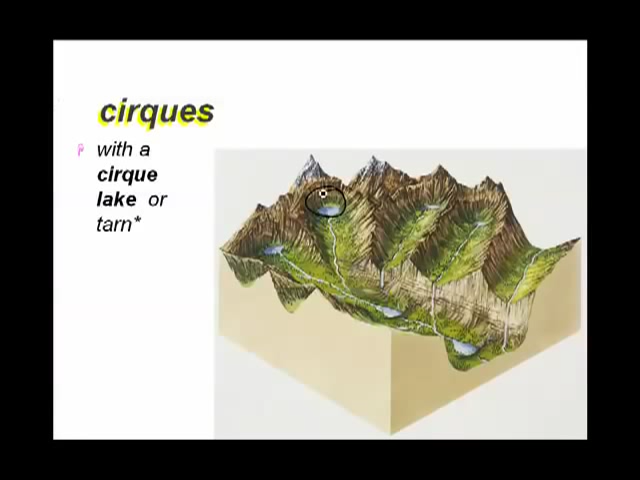 cirques
with a
cirque
lake or
tarn*